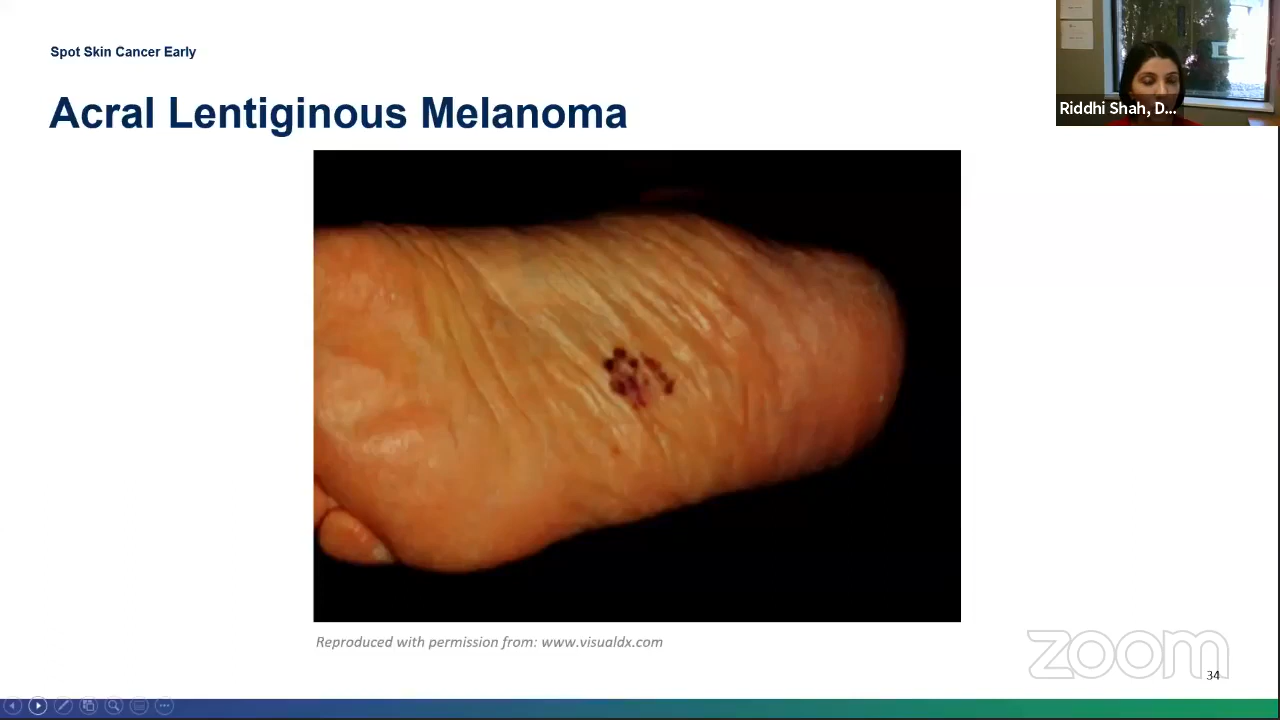 Spot Skin Cancer Early
Riddhi Shah, D...
Acral Lentiginous Melanoma
Reproduced with permission from: www.visualdx.com
zoom
34